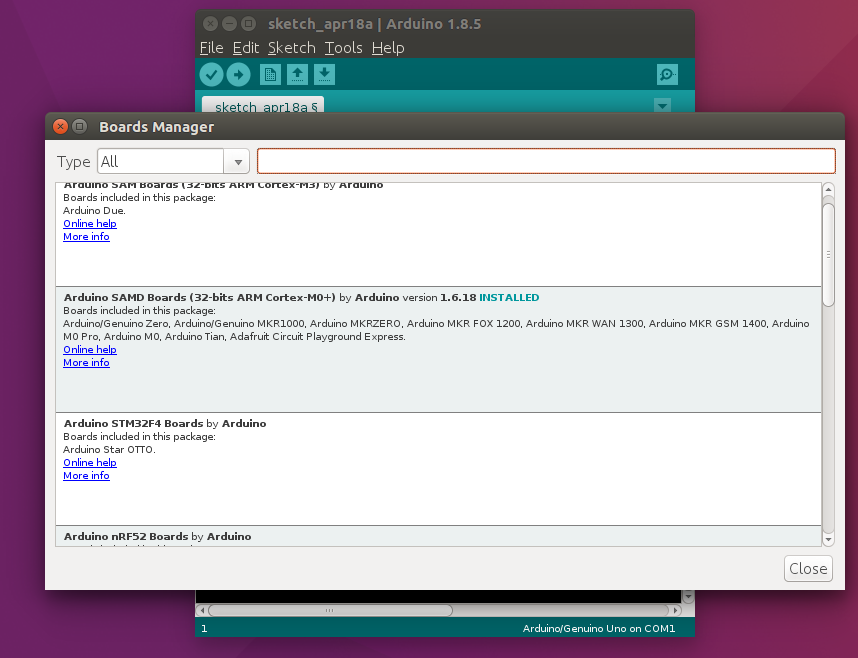 sketch_apr18a | Arduino 1.8.5
File Edit Sketch Tools Help
sketch_apr18a §
Boards Manager
Type All
Arduino SAM Boards (32-bits ARM Cortex-M3) by Arduino
Boards included in this package:
Arduino Due.
Online help
More info
Arduino SAMD Boards (32-bits ARM Cortex-M0+) by Arduino version 1.6.18 INSTALLED
Boards included in this package:
Arduino/Genuino Zero, Arduino/Genuino MKR1000, Arduino MKRZERO, Arduino MKR FOX 1200, Arduino MKR WAN 1300, Arduino MKR GSM 1400, Arduino
M0 Pro, Arduino M0, Arduino Tian, Adafruit Circuit Playground Express.
Online help
More info
Arduino STM32F4 Boards by Arduino
Boards included in this package:
Arduino Star OTTO.
Online help
More info
Arduino nRF52 Boards by Arduino
Close
1
Arduino/Genuino Uno on COM1